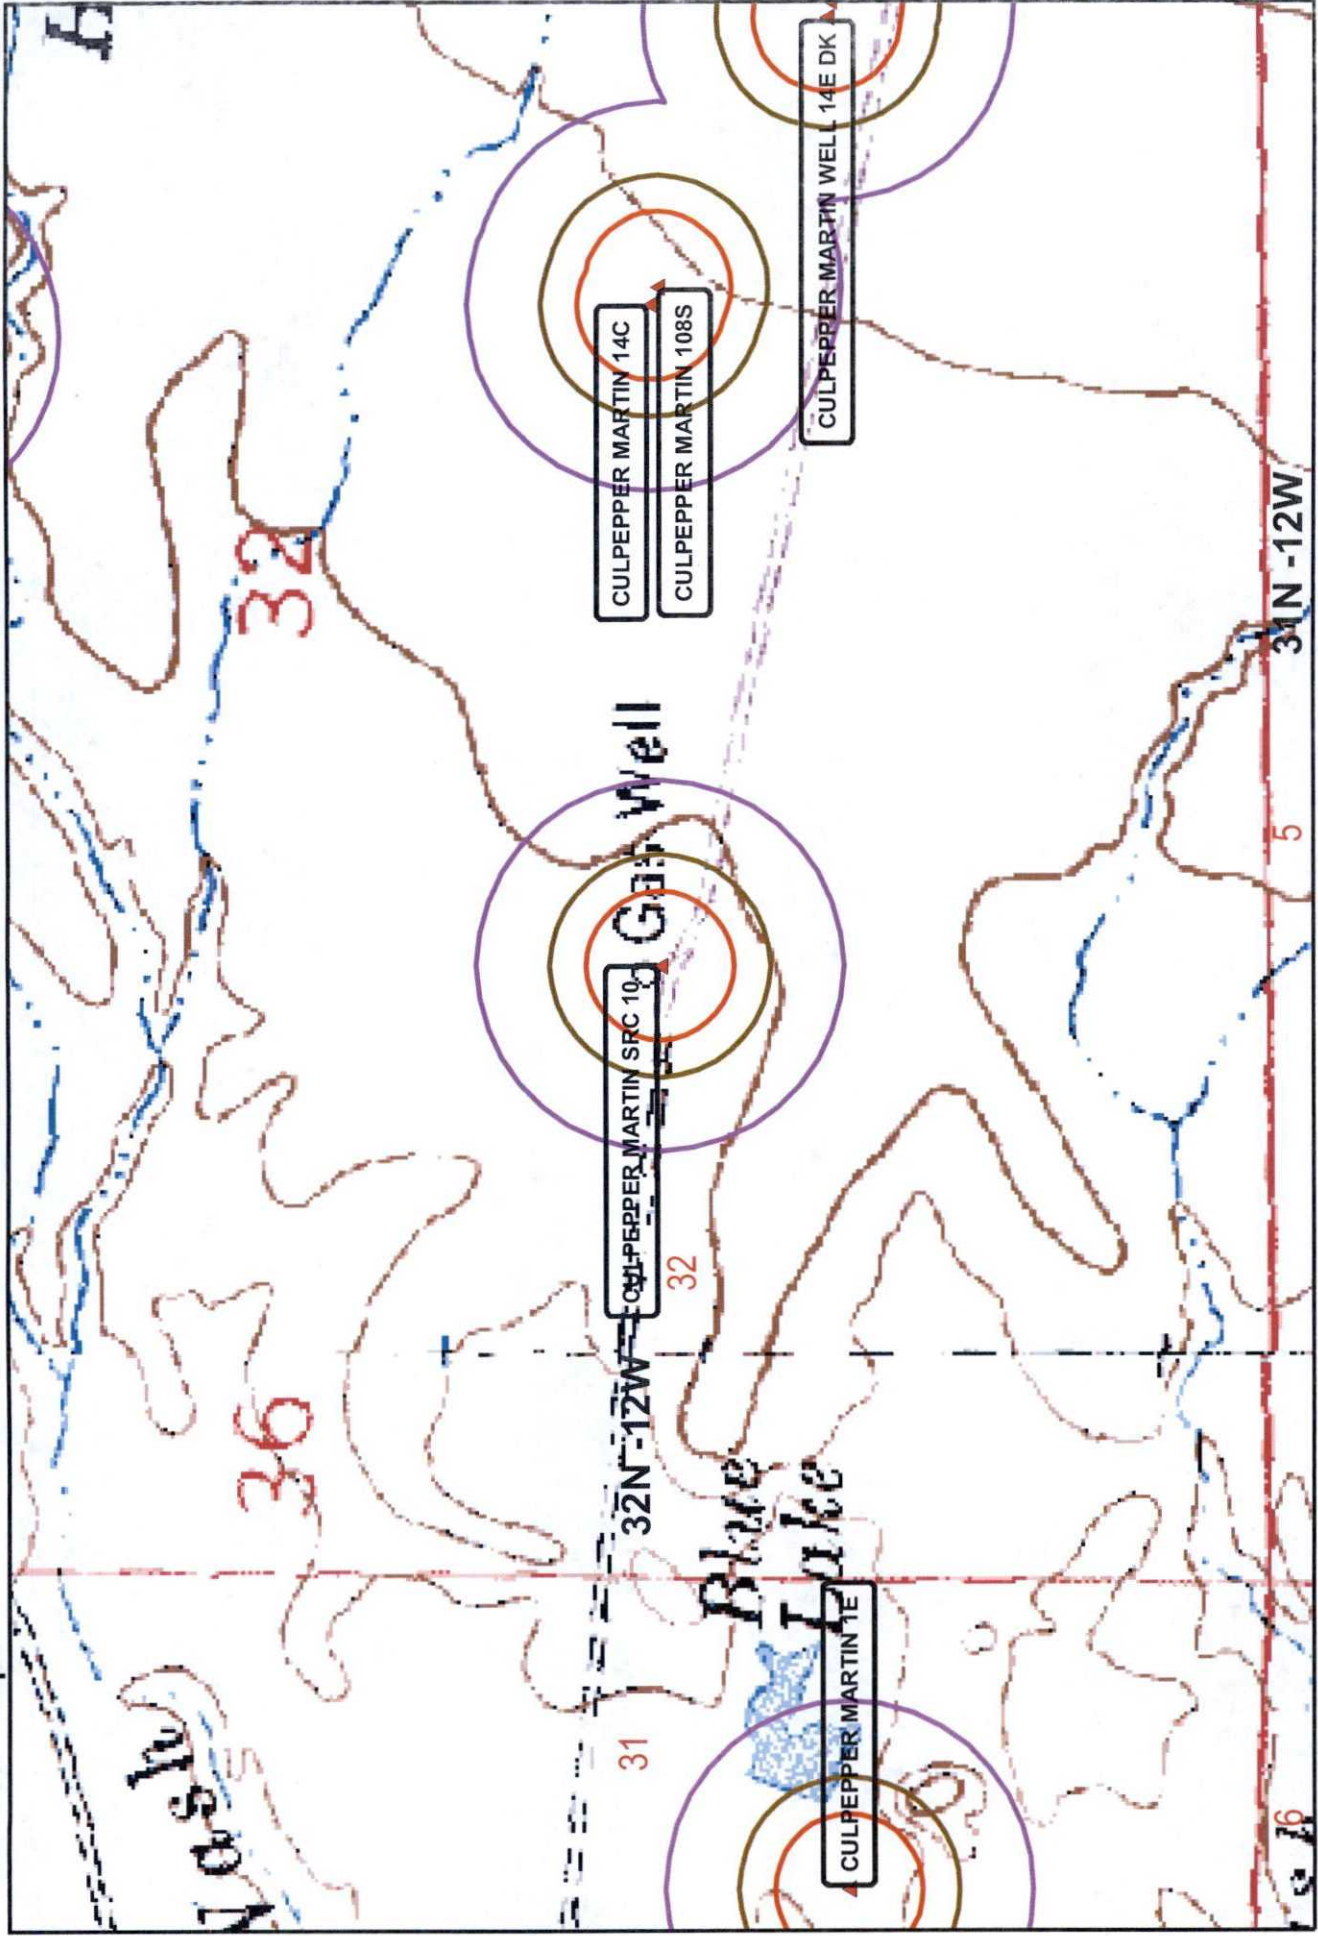 CULPEPPER MARTIN WELL 14E DK
CULPEPPER MARTIN 14C
CULPEPPER MARTIN 108S
32
Gas Well
CULPEPPER MARTIN SRC 10
32
36
32N -12W
31N -12W
5
Blue
Lake
CULPEPPER MARTIN 1E
31
6